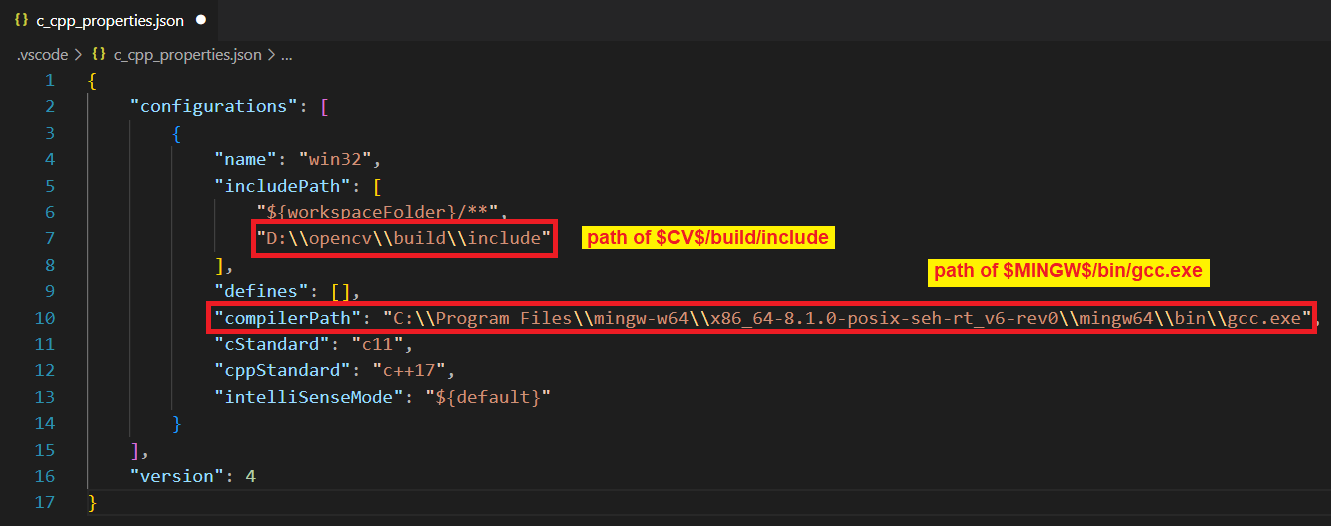 {} c_cpp_properties.json ●
.vscode > {} c_cpp_properties.json > ...
1 {
2 "configurations": [
3 {
4 "name": "win32",
5 "includePath": [
6 "${workspaceFolder}/**",
7 "D:\\opencv\\build\\include" path of $CV$/build/include
8 ],
path of $MINGW$/bin/gcc.exe
9 "defines": [],
10 "compilerPath": "C:\\Program Files\\mingw-w64\\x86_64-8.1.0-posix-seh-rt_v6-rev0\\mingw64\\bin\\gcc.exe",
11 "cStandard": "c11",
12 "cppStandard": "c++17",
13 "intelliSenseMode": "${default}"
14 }
15 ],
16 "version": 4
17 }